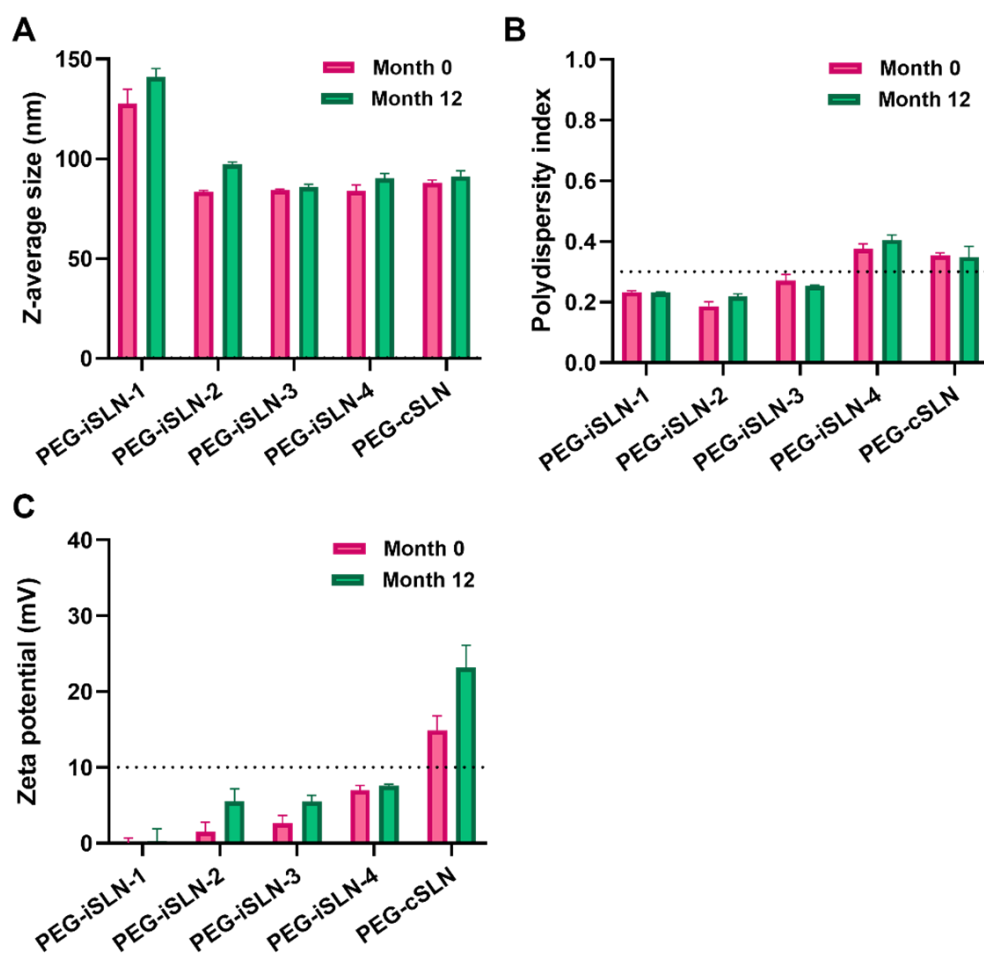 A
Z-average size (nm)
150
100
50
0
Month 0
Month 12
PEG-iSLN-1
PEG-iSLN-2
PEG-iSLN-3
PEG-iSLN-4
PEG-cSLN
B
Polydispersity index
1.0
0.8
0.6
0.4
0.2
0.0
Month 0
Month 12
PEG-iSLN-1
PEG-iSLN-2
PEG-iSLN-3
PEG-iSLN-4
PEG-cSLN
C
Zeta potential (mV)
40
30
20
10
0
Month 0
Month 12
PEG-iSLN-1
PEG-iSLN-2
PEG-iSLN-3
PEG-iSLN-4
PEG-cSLN